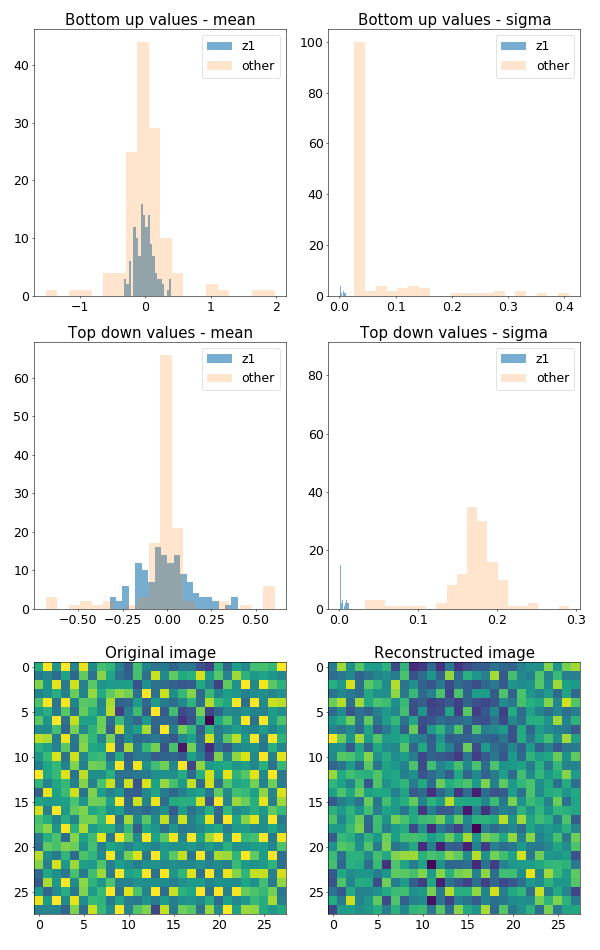 Bottom up values - mean
z1
other
40
30
20
10
0
−1 0 1 2
Bottom up values - sigma
z1
other
100
80
60
40
20
0
0.0 0.1 0.2 0.3 0.4
Top down values - mean
z1
other
60
50
40
30
20
10
0
−0.50 −0.25 0.00 0.25 0.50
Top down values - sigma
z1
other
80
60
40
20
0
0.0 0.1 0.2 0.3
Original image
0
5
10
15
20
25
0 5 10 15 20 25
Reconstructed image
0
5
10
15
20
25
0 5 10 15 20 25